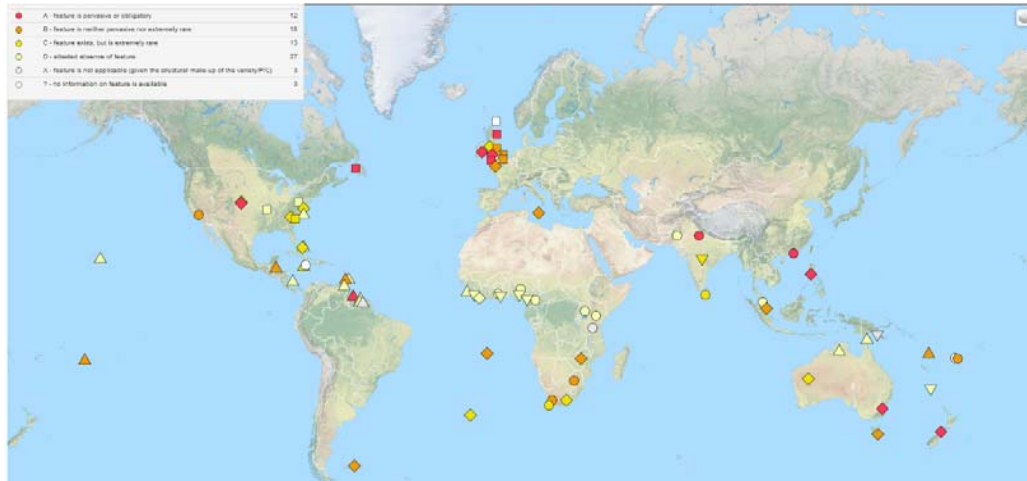 A - feature is pervasive or obligatory 12
B - feature is neither pervasive nor extremely rare 18
C - feature exists, but is extremely rare 13
D - attested absence of feature 27
X - feature is not applicable (given the structural make-up of the variety/P/C)
? - no information on feature is available